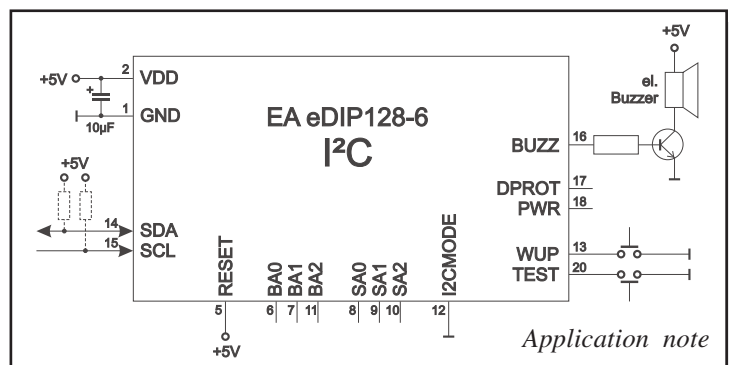 +5V
el.
Buzzer
+5V
2
VDD
+
1
GND
10µF
EA eDIP128-6
I²C
BUZZ
16
+5V
DPROT
17
PWR
18
14
SDA
15
SCL
WUP
13
TEST
20
RESET
BA0
BA1
BA2
SA0
SA1
SA2
I2CMODE
5
6
7
11
8
9
10
12
+5V
Application note